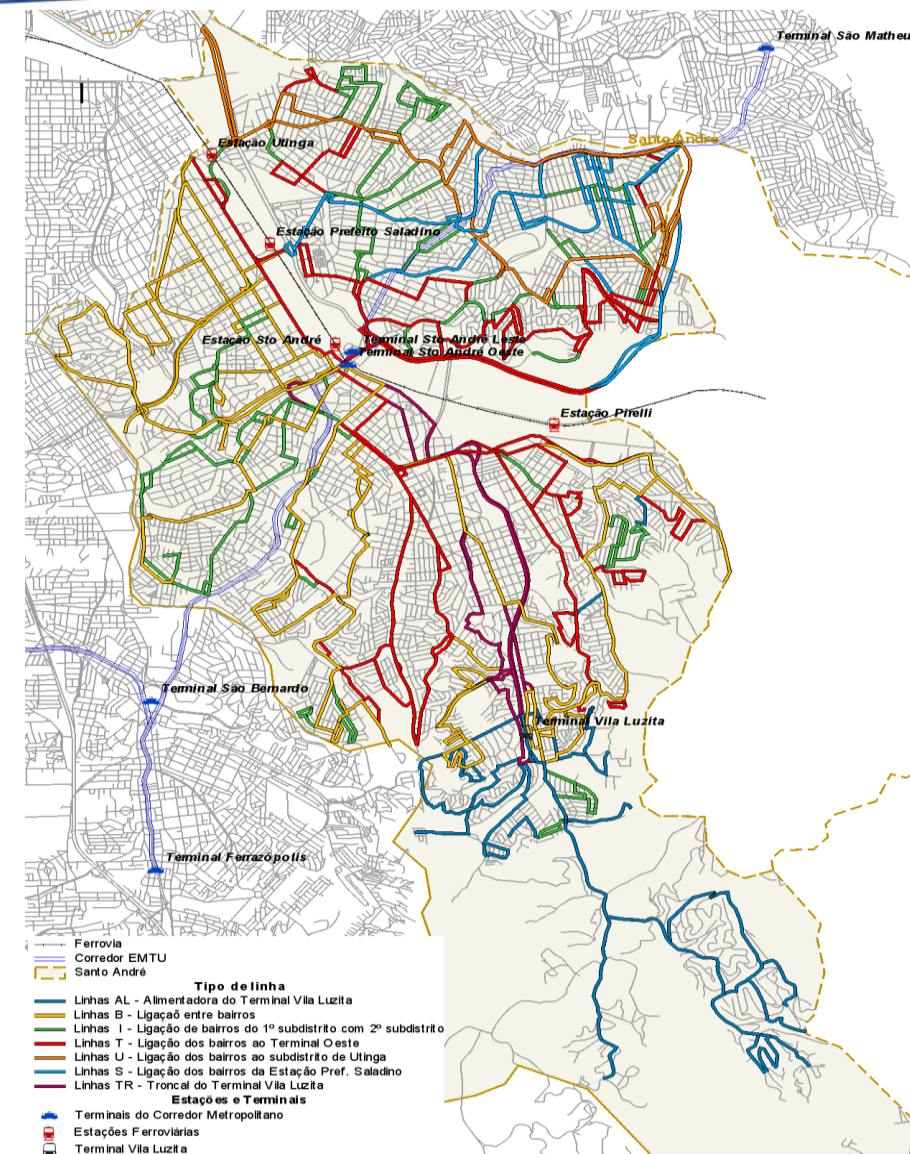 Terminal São Matheu
Santo André
Estação Utinga
Estação Prefeito Saladino
Estação Sto André
Terminal Sto André Leste
Terminal Sto André Oeste
Estação Pirelli
Terminal São Bernardo
Terminal Vila Luzita
Terminal Ferrazópolis
Ferrovia
Corredor EMTU
Santo André
Tipo de linha
Linhas AL - Alimentadora do Terminal Vila Luzita
Linhas B - Ligaçaõ entre bairros
Linhas I - Ligação de bairros do 1º subdistrito com 2º subdistrito
Linhas T - Ligação dos bairros ao Terminal Oeste
Linhas U - Ligação dos bairros ao subdistrito de Utinga
Linhas S - Ligação dos bairros da Estação Pref. Saladino
Linhas TR - Troncal do Terminal Vila Luzita
Estações e Terminais
Terminais do Corredor Metropolitano
Estações Ferroviárias
Terminal Vila Luzita